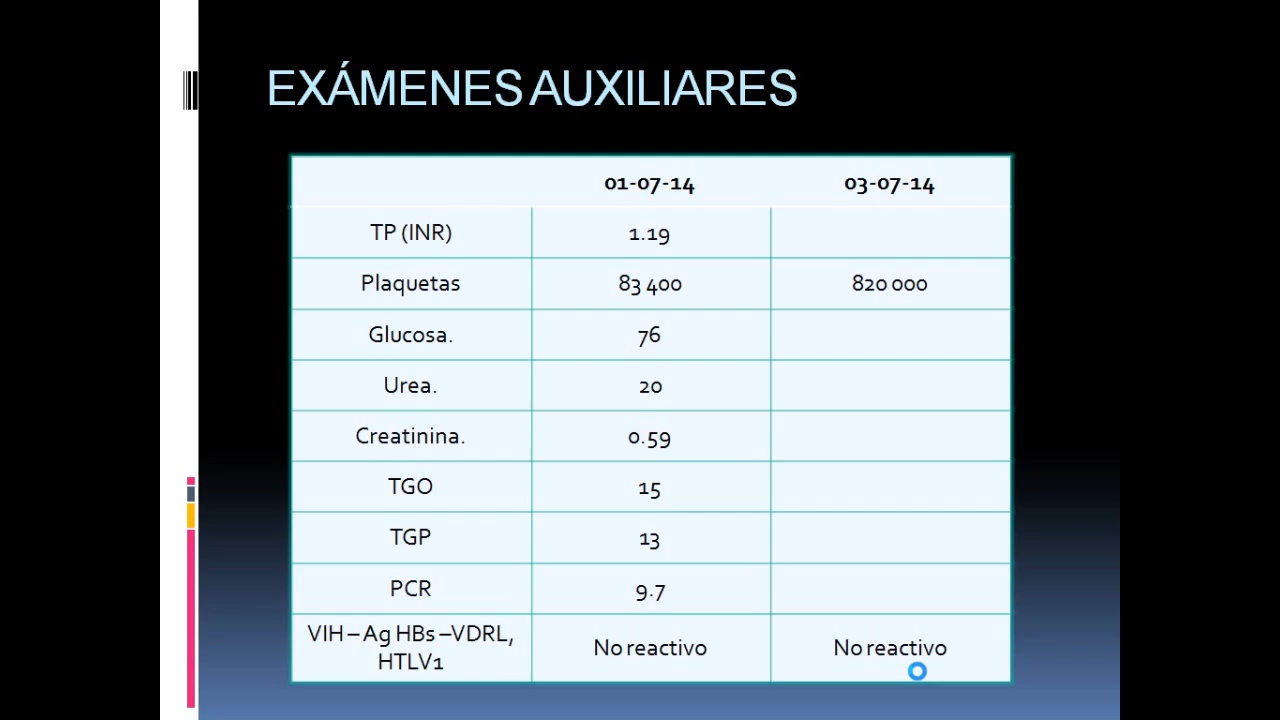 EXÁMENES AUXILIARES
01-07-14 03-07-14
TP (INR) 1.19
Plaquetas 83 400 820 000
Glucosa. 76
Urea. 20
Creatinina. 0.59
TGO 15
TGP 13
PCR 9.7
VIH – Ag HBs –VDRL,
HTLV1 No reactivo No reactivo